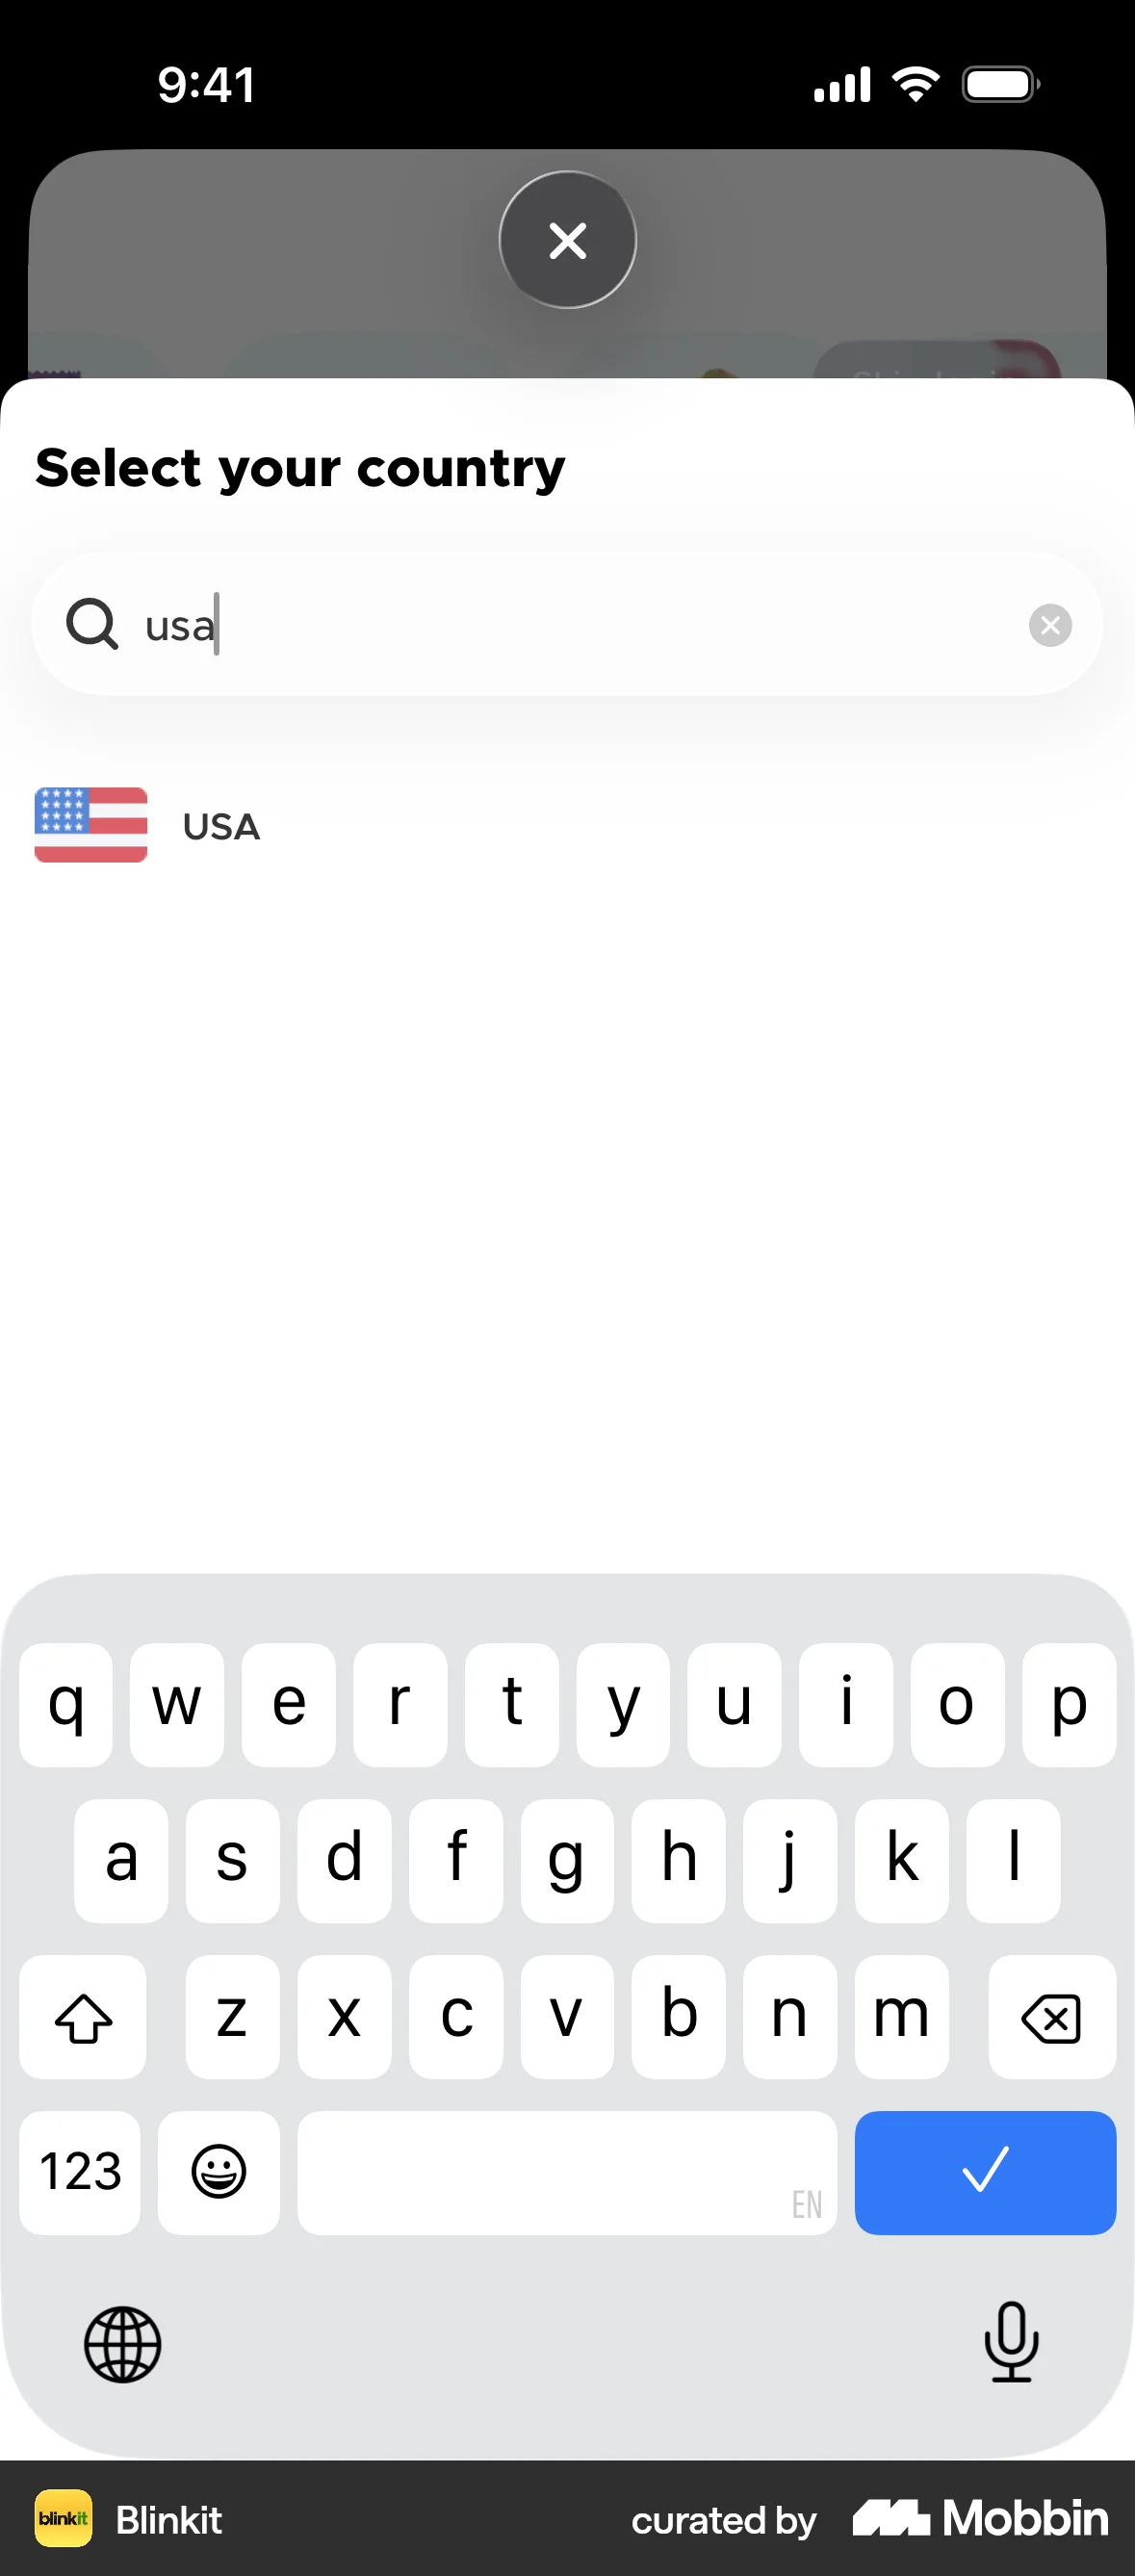 9:41
Select your country
usa
USA
q w e r t y u i o p
a s d f g h j k l
z x c v b n m
123
EN
blinkit Blinkit curated by Mobbin